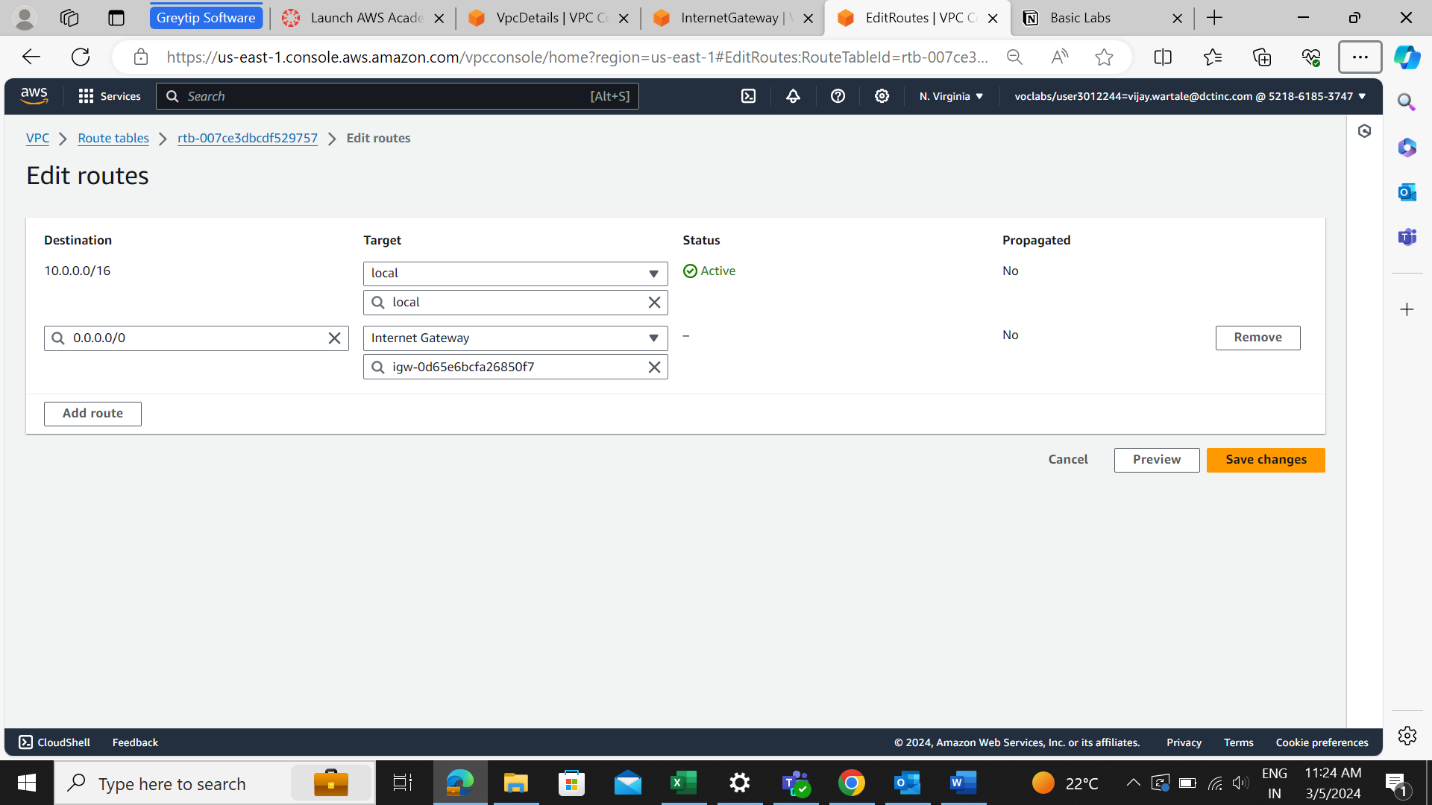 Greytip Software
Launch AWS Acade
VpcDetails | VPC Co
InternetGateway | V
EditRoutes | VPC Co
Basic Labs
https://us-east-1.console.aws.amazon.com/vpcconsole/home?region=us-east-1#EditRoutes:RouteTableId=rtb-007ce3...
aws
Services
Search
[Alt+S]
N. Virginia
voclabs/user3012244=vijay.wartale@dctinc.com @ 5218-6185-3747
VPC
Route tables
rtb-007ce3dbcdf529757
Edit routes
Edit routes
Destination Target Status Propagated
10.0.0.0/16 local Active No
local
0.0.0.0/0 Internet Gateway – No Remove
igw-0d65e6bcfa26850f7
Add route
Cancel Preview Save changes
CloudShell Feedback © 2024, Amazon Web Services, Inc. or its affiliates. Privacy Terms Cookie preferences
Type here to search
22°C
ENG
IN
11:24 AM
3/5/2024
1